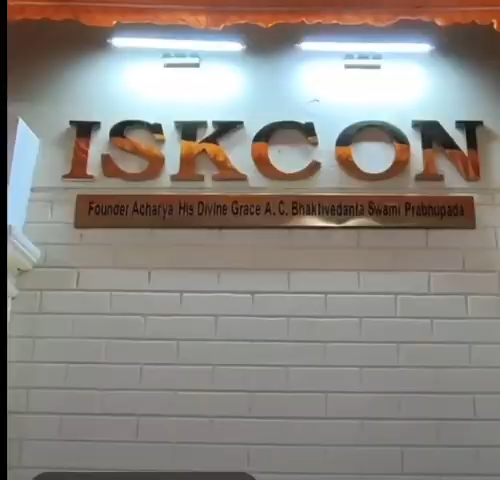 ISKCON
Founder Acharya His Divine Grace A. C. Bhaktivedanta Swami Prabhupada